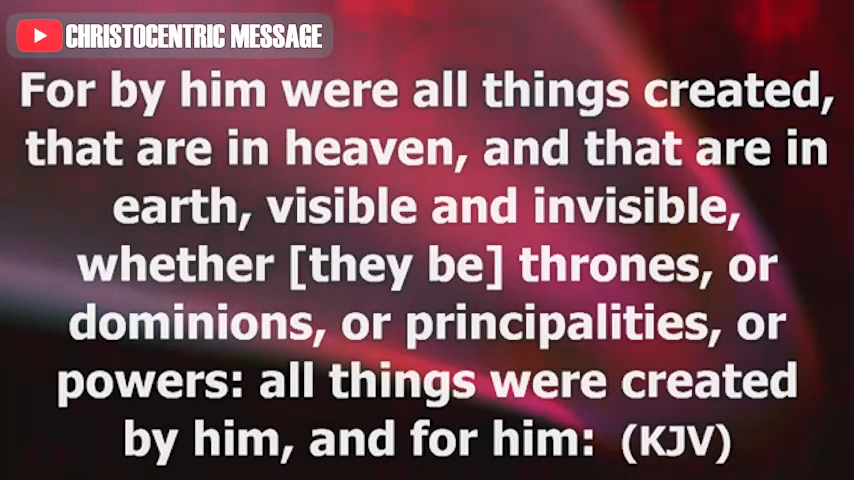 CHRISTOCENTRIC MESSAGE
For by him were all things created,
that are in heaven, and that are in
earth, visible and invisible,
whether [they be] thrones, or
dominions, or principalities, or
powers: all things were created
by him, and for him: (KJV)